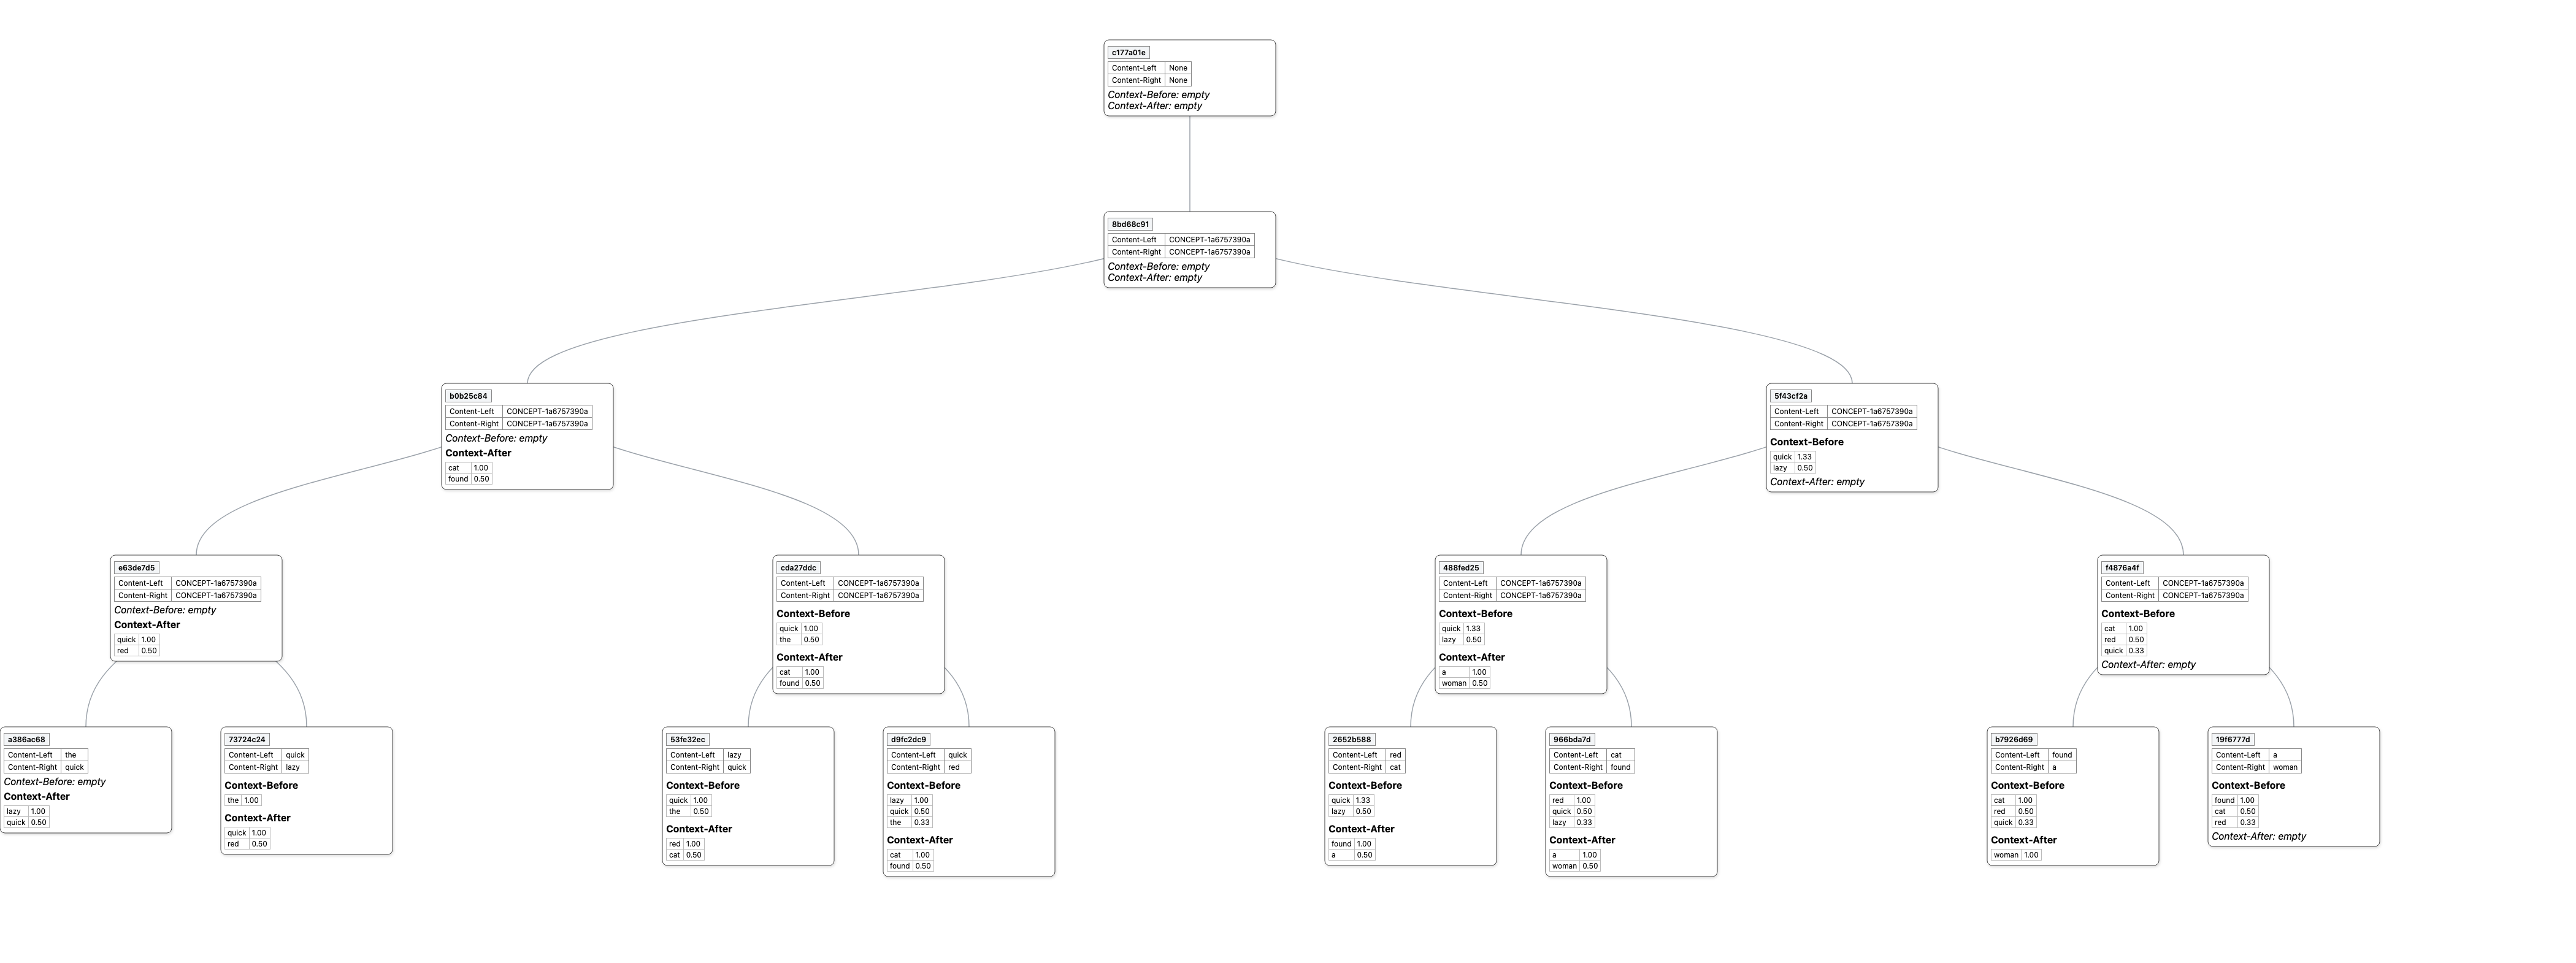 c177a01e
Content-Left None
Content-Right None
Context-Before: empty
Context-After: empty
8bd68c91
Content-Left CONCEPT-1a6757390a
Content-Right CONCEPT-1a6757390a
Context-Before: empty
Context-After: empty
b0b25c84
Content-Left CONCEPT-1a6757390a
Content-Right CONCEPT-1a6757390a
Context-Before: empty
Context-After
cat 1.00
found 0.50
5f43cf2a
Content-Left CONCEPT-1a6757390a
Content-Right CONCEPT-1a6757390a
Context-Before
quick 1.33
lazy 0.50
Context-After: empty
e63de7d5
Content-Left CONCEPT-1a6757390a
Content-Right CONCEPT-1a6757390a
Context-Before: empty
Context-After
quick 1.00
red 0.50
cda27ddc
Content-Left CONCEPT-1a6757390a
Content-Right CONCEPT-1a6757390a
Context-Before
quick 1.00
the 0.50
Context-After
cat 1.00
found 0.50
488fed25
Content-Left CONCEPT-1a6757390a
Content-Right CONCEPT-1a6757390a
Context-Before
quick 1.33
lazy 0.50
Context-After
a 1.00
woman 0.50
f4876a4f
Content-Left CONCEPT-1a6757390a
Content-Right CONCEPT-1a6757390a
Context-Before
cat 1.00
red 0.50
quick 0.33
Context-After: empty
a386ac68
Content-Left the
Content-Right quick
Context-Before: empty
Context-After
lazy 1.00
quick 0.50
73724c24
Content-Left quick
Content-Right lazy
Context-Before
the 1.00
Context-After
quick 1.00
red 0.50
53fe32ec
Content-Left lazy
Content-Right quick
Context-Before
quick 1.00
the 0.50
Context-After
red 1.00
cat 0.50
d9fc2dc9
Content-Left quick
Content-Right red
Context-Before
lazy 1.00
quick 0.50
the 0.33
Context-After
cat 1.00
found 0.50
2652b588
Content-Left red
Content-Right cat
Context-Before
quick 1.33
lazy 0.50
Context-After
found 1.00
a 0.50
966bda7d
Content-Left cat
Content-Right found
Context-Before
red 1.00
quick 0.50
lazy 0.33
Context-After
a 1.00
woman 0.50
b7926d69
Content-Left found
Content-Right a
Context-Before
cat 1.00
red 0.50
quick 0.33
Context-After
woman 1.00
19f6777d
Content-Left a
Content-Right woman
Context-Before
found 1.00
cat 0.50
red 0.33
Context-After: empty